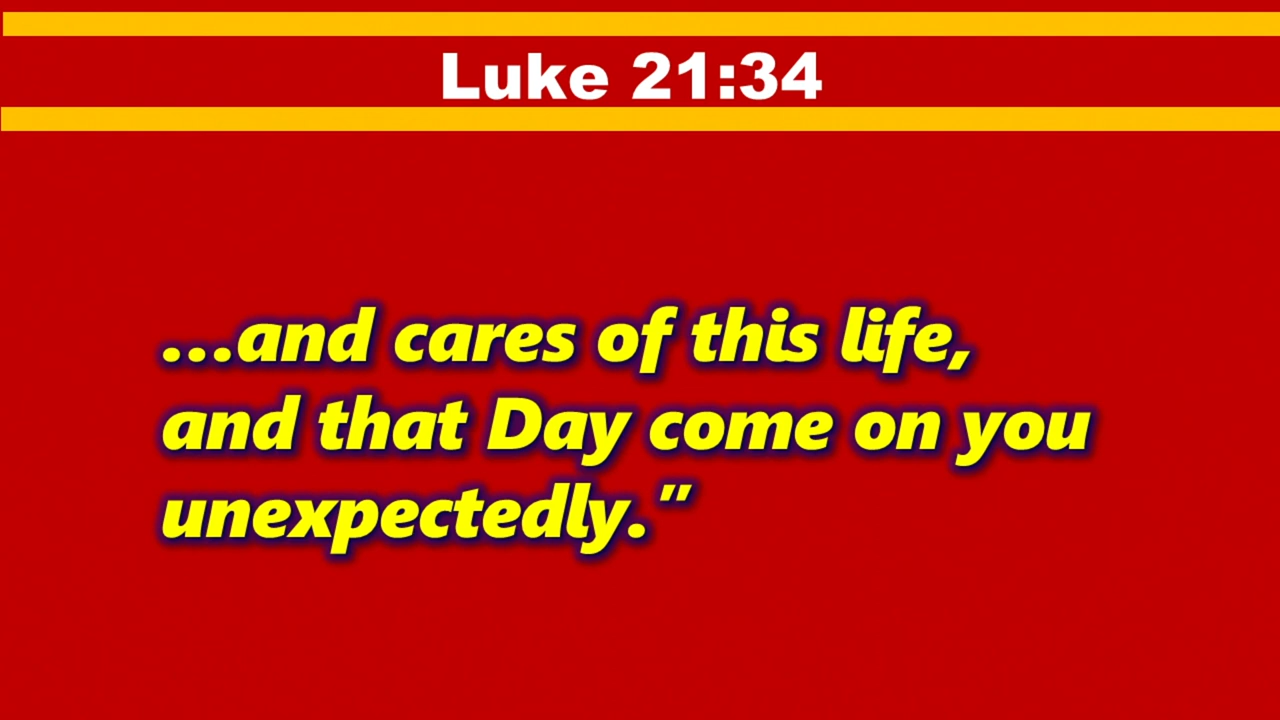 Luke 21:34
...and cares of this life,
and that Day come on you
unexpectedly.”